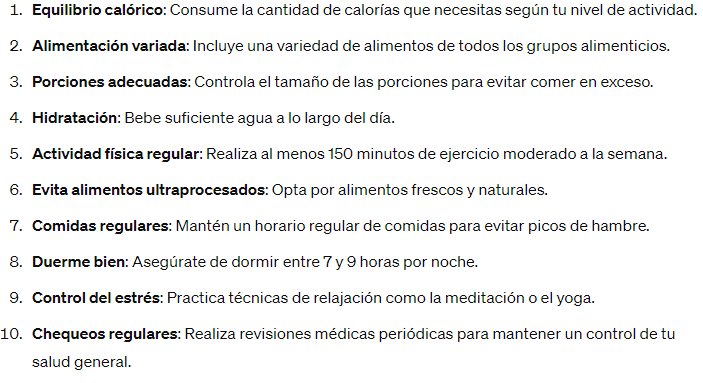 1. Equilibrio calórico: Consume la cantidad de calorías que necesitas según tu nivel de actividad.
2. Alimentación variada: Incluye una variedad de alimentos de todos los grupos alimenticios.
3. Porciones adecuadas: Controla el tamaño de las porciones para evitar comer en exceso.
4. Hidratación: Bebe suficiente agua a lo largo del día.
5. Actividad física regular: Realiza al menos 150 minutos de ejercicio moderado a la semana.
6. Evita alimentos ultraprocesados: Opta por alimentos frescos y naturales.
7. Comidas regulares: Mantén un horario regular de comidas para evitar picos de hambre.
8. Duerme bien: Asegúrate de dormir entre 7 y 9 horas por noche.
9. Control del estrés: Practica técnicas de relajación como la meditación o el yoga.
10. Chequeos regulares: Realiza revisiones médicas periódicas para mantener un control de tu
salud general.